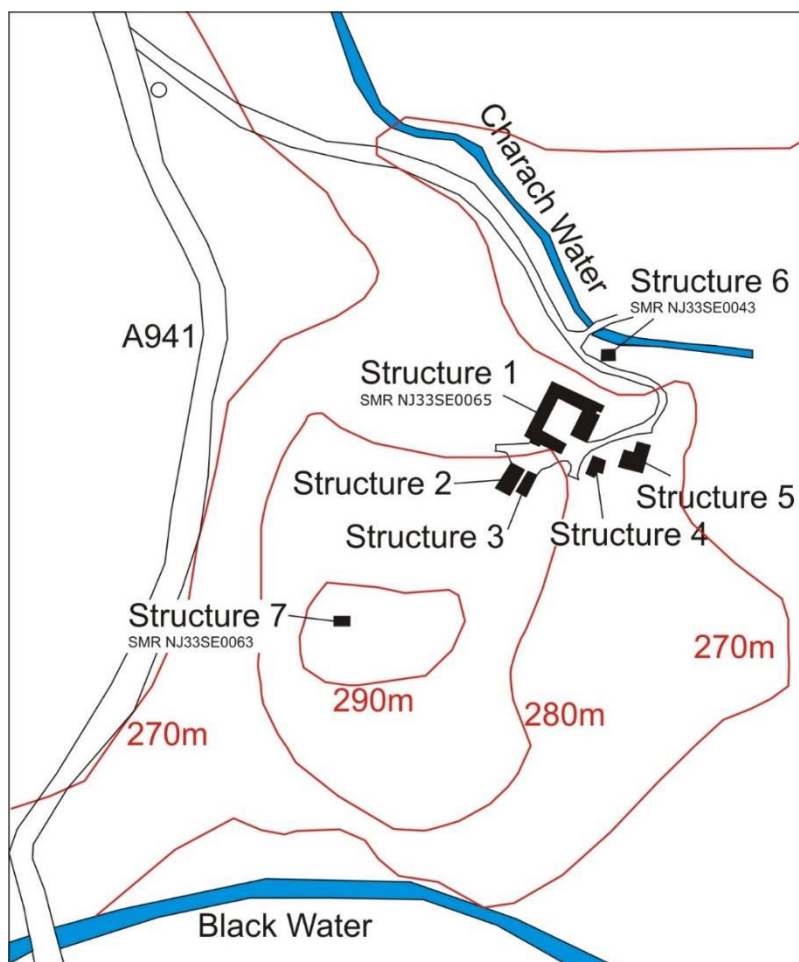 Charach Water
Structure 6
SMR NJ33SE0043
A941
Structure 1
SMR NJ33SE0065
Structure 2
Structure 5
Structure 3
Structure 4
Structure 7
SMR NJ33SE0063
270m
290m
280m
270m
Black Water